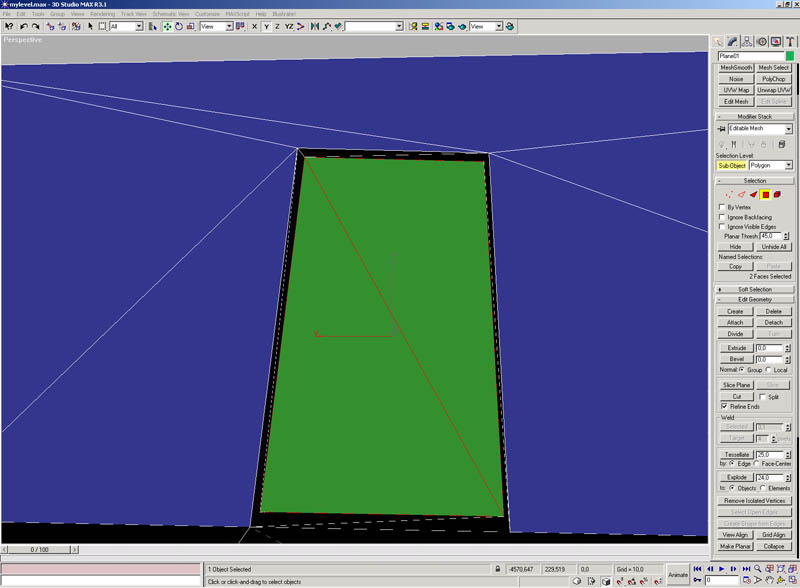 mylevel.max - 3D Studio MAX R3.1
File Edit Tools Group Views Rendering Track View Schematic View Customize MAXScript Help Illustrate!
All View X Y Z YZ View
Perspective
Plane01
MeshSmooth Mesh Select
Noise PolyChop
UVW Map Unwrap UVW
Edit Mesh Edit Spline
Modifier Stack
Editable Mesh
Selection Level:
Sub-Object Polygon
Selection
By Vertex
Ignore Backfacing
Ignore Visible Edges
Planar Thresh: 45,0
Hide Unhide All
Named Selections:
Copy Paste
2 Faces Selected
Soft Selection
Edit Geometry
Create Delete
Attach Detach
Divide Turn
Extrude 0,0
Bevel 0,0
Normal: Group Local
Slice Plane Slice
Cut Split
Refine Ends
Weld
Selected 0,1
Target 4 pixels
Tessellate 25,0
by: Edge Face-Center
Explode 24,0
to: Objects Elements
Remove Isolated Vertices
Select Open Edges
Create Shape from Edges
View Align Grid Align
Make Planar Collapse
0 / 100
1 Object Selected -4570,647 229,519 0,0 Grid = 10,0
Click or click-and-drag to select objects
Animate 0